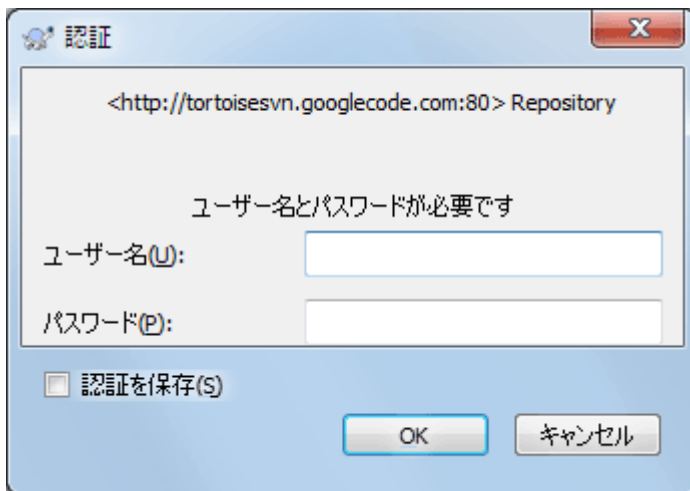 認証
<http://tortoisesvn.googlecode.com:80> Repository
ユーザー名とパスワードが必要です
ユーザー名(U):
パスワード(P):
認証を保存(S)
OK キャンセル